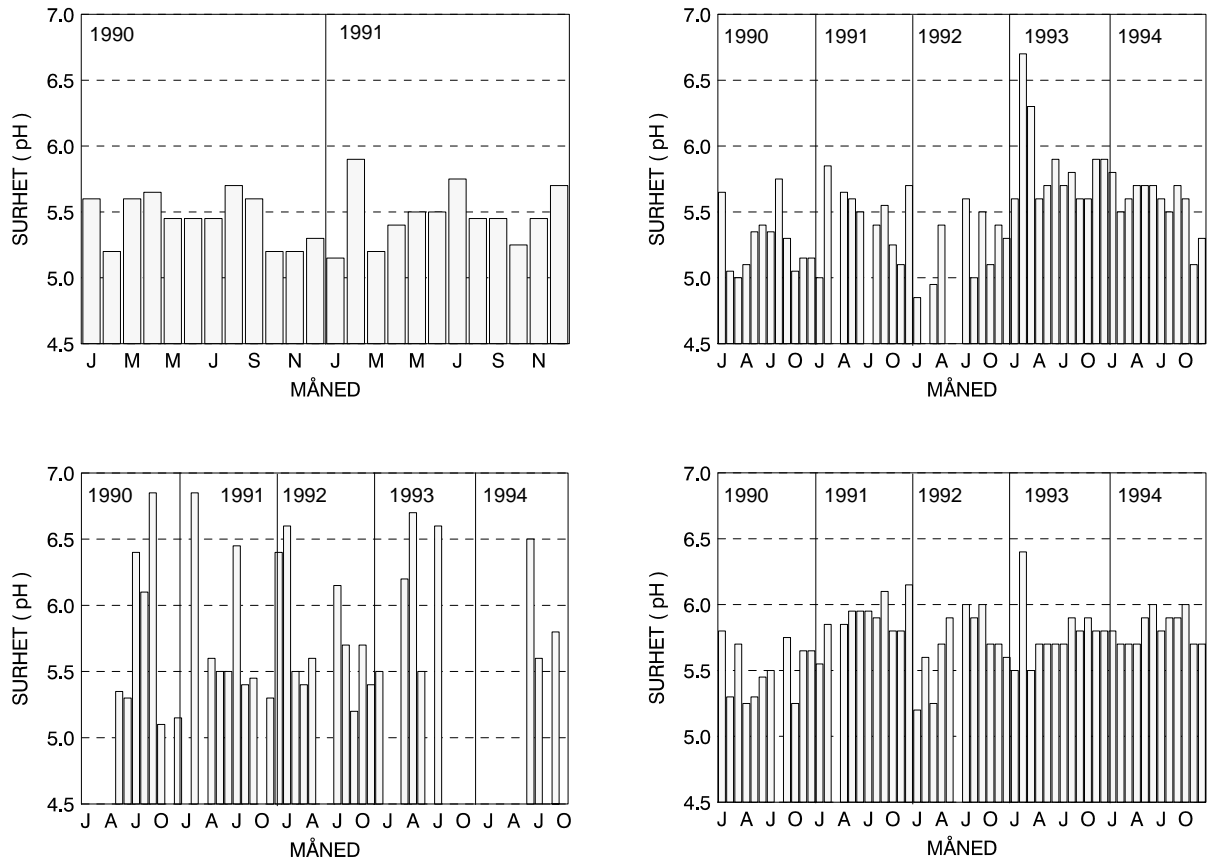 7.0
1990 1991
6.5
6.0
5.5
5.0
4.5
SURHET ( pH )
J M M J S N J M M J S N
MÅNED
7.0
1990 1991 1992 1993 1994
6.5
6.0
5.5
5.0
4.5
SURHET ( pH )
J A J O J A J O J A J O J A J O J A J O
MÅNED
7.0
1990 1991 1992 1993 1994
6.5
6.0
5.5
5.0
4.5
SURHET ( pH )
J A J O J A J O J A J O J A J O J A J O
MÅNED
7.0
1990 1991 1992 1993 1994
6.5
6.0
5.5
5.0
4.5
SURHET ( pH )
J A J O J A J O J A J O J A J O J A J O
MÅNED